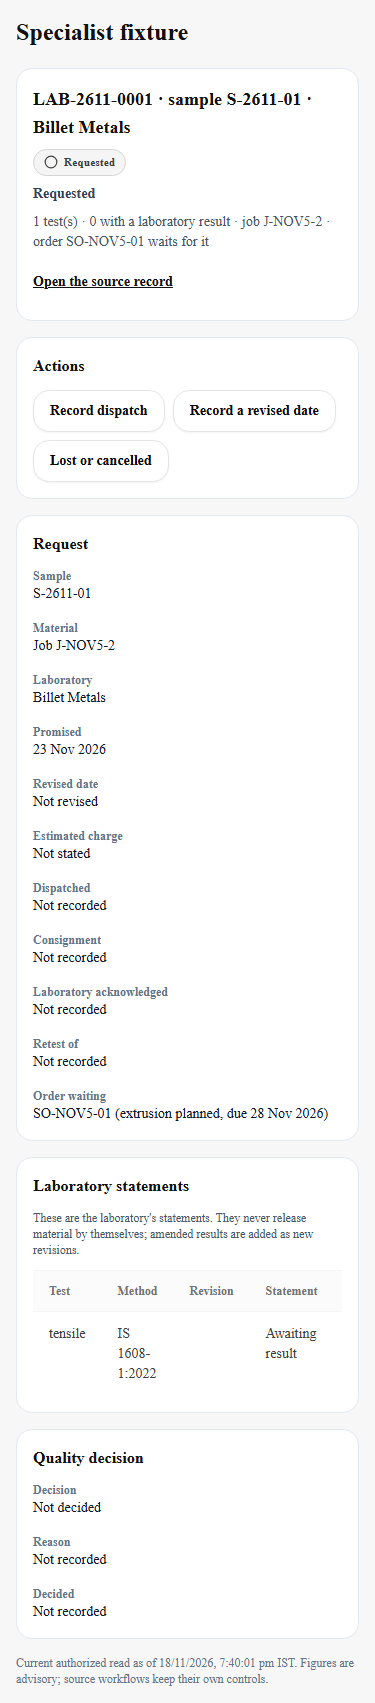 Specialist fixture
LAB-2611-0001 · sample S-2611-01 ·
Billet Metals
Requested
Requested
1 test(s) · 0 with a laboratory result · job J-NOV5-2 ·
order SO-NOV5-01 waits for it
Open the source record
Actions
Record dispatch
Record a revised date
Lost or cancelled
Request
Sample
S-2611-01
Material
Job J-NOV5-2
Laboratory
Billet Metals
Promised
23 Nov 2026
Revised date
Not revised
Estimated charge
Not stated
Dispatched
Not recorded
Consignment
Not recorded
Laboratory acknowledged
Not recorded
Retest of
Not recorded
Order waiting
SO-NOV5-01 (extrusion planned, due 28 Nov 2026)
Laboratory statements
These are the laboratory's statements. They never release
material by themselves; amended results are added as new
revisions.
Test Method Revision Statement
tensile IS Awaiting
1608- result
1:2022
Quality decision
Decision
Not decided
Reason
Not recorded
Decided
Not recorded
Current authorized read as of 18/11/2026, 7:40:01 pm IST. Figures are
advisory; source workflows keep their own controls.